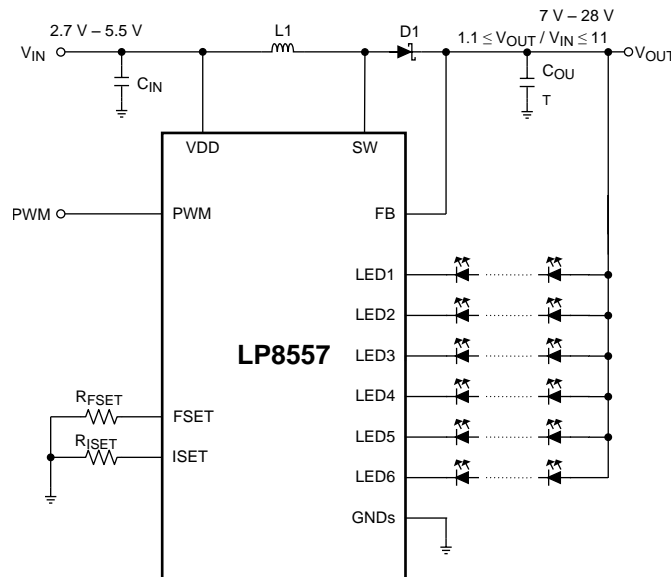 7 V – 28 V
2.7 V – 5.5 V
L1
D1
1.1 ≤ VOUT / VIN ≤ 11
VIN
VOUT
CIN
COU
T
VDD
SW
PWM
PWM
FB
LED1
LED2
LP8557
LED3
LED4
RFSET
FSET
LED5
RISET
ISET
LED6
GNDs